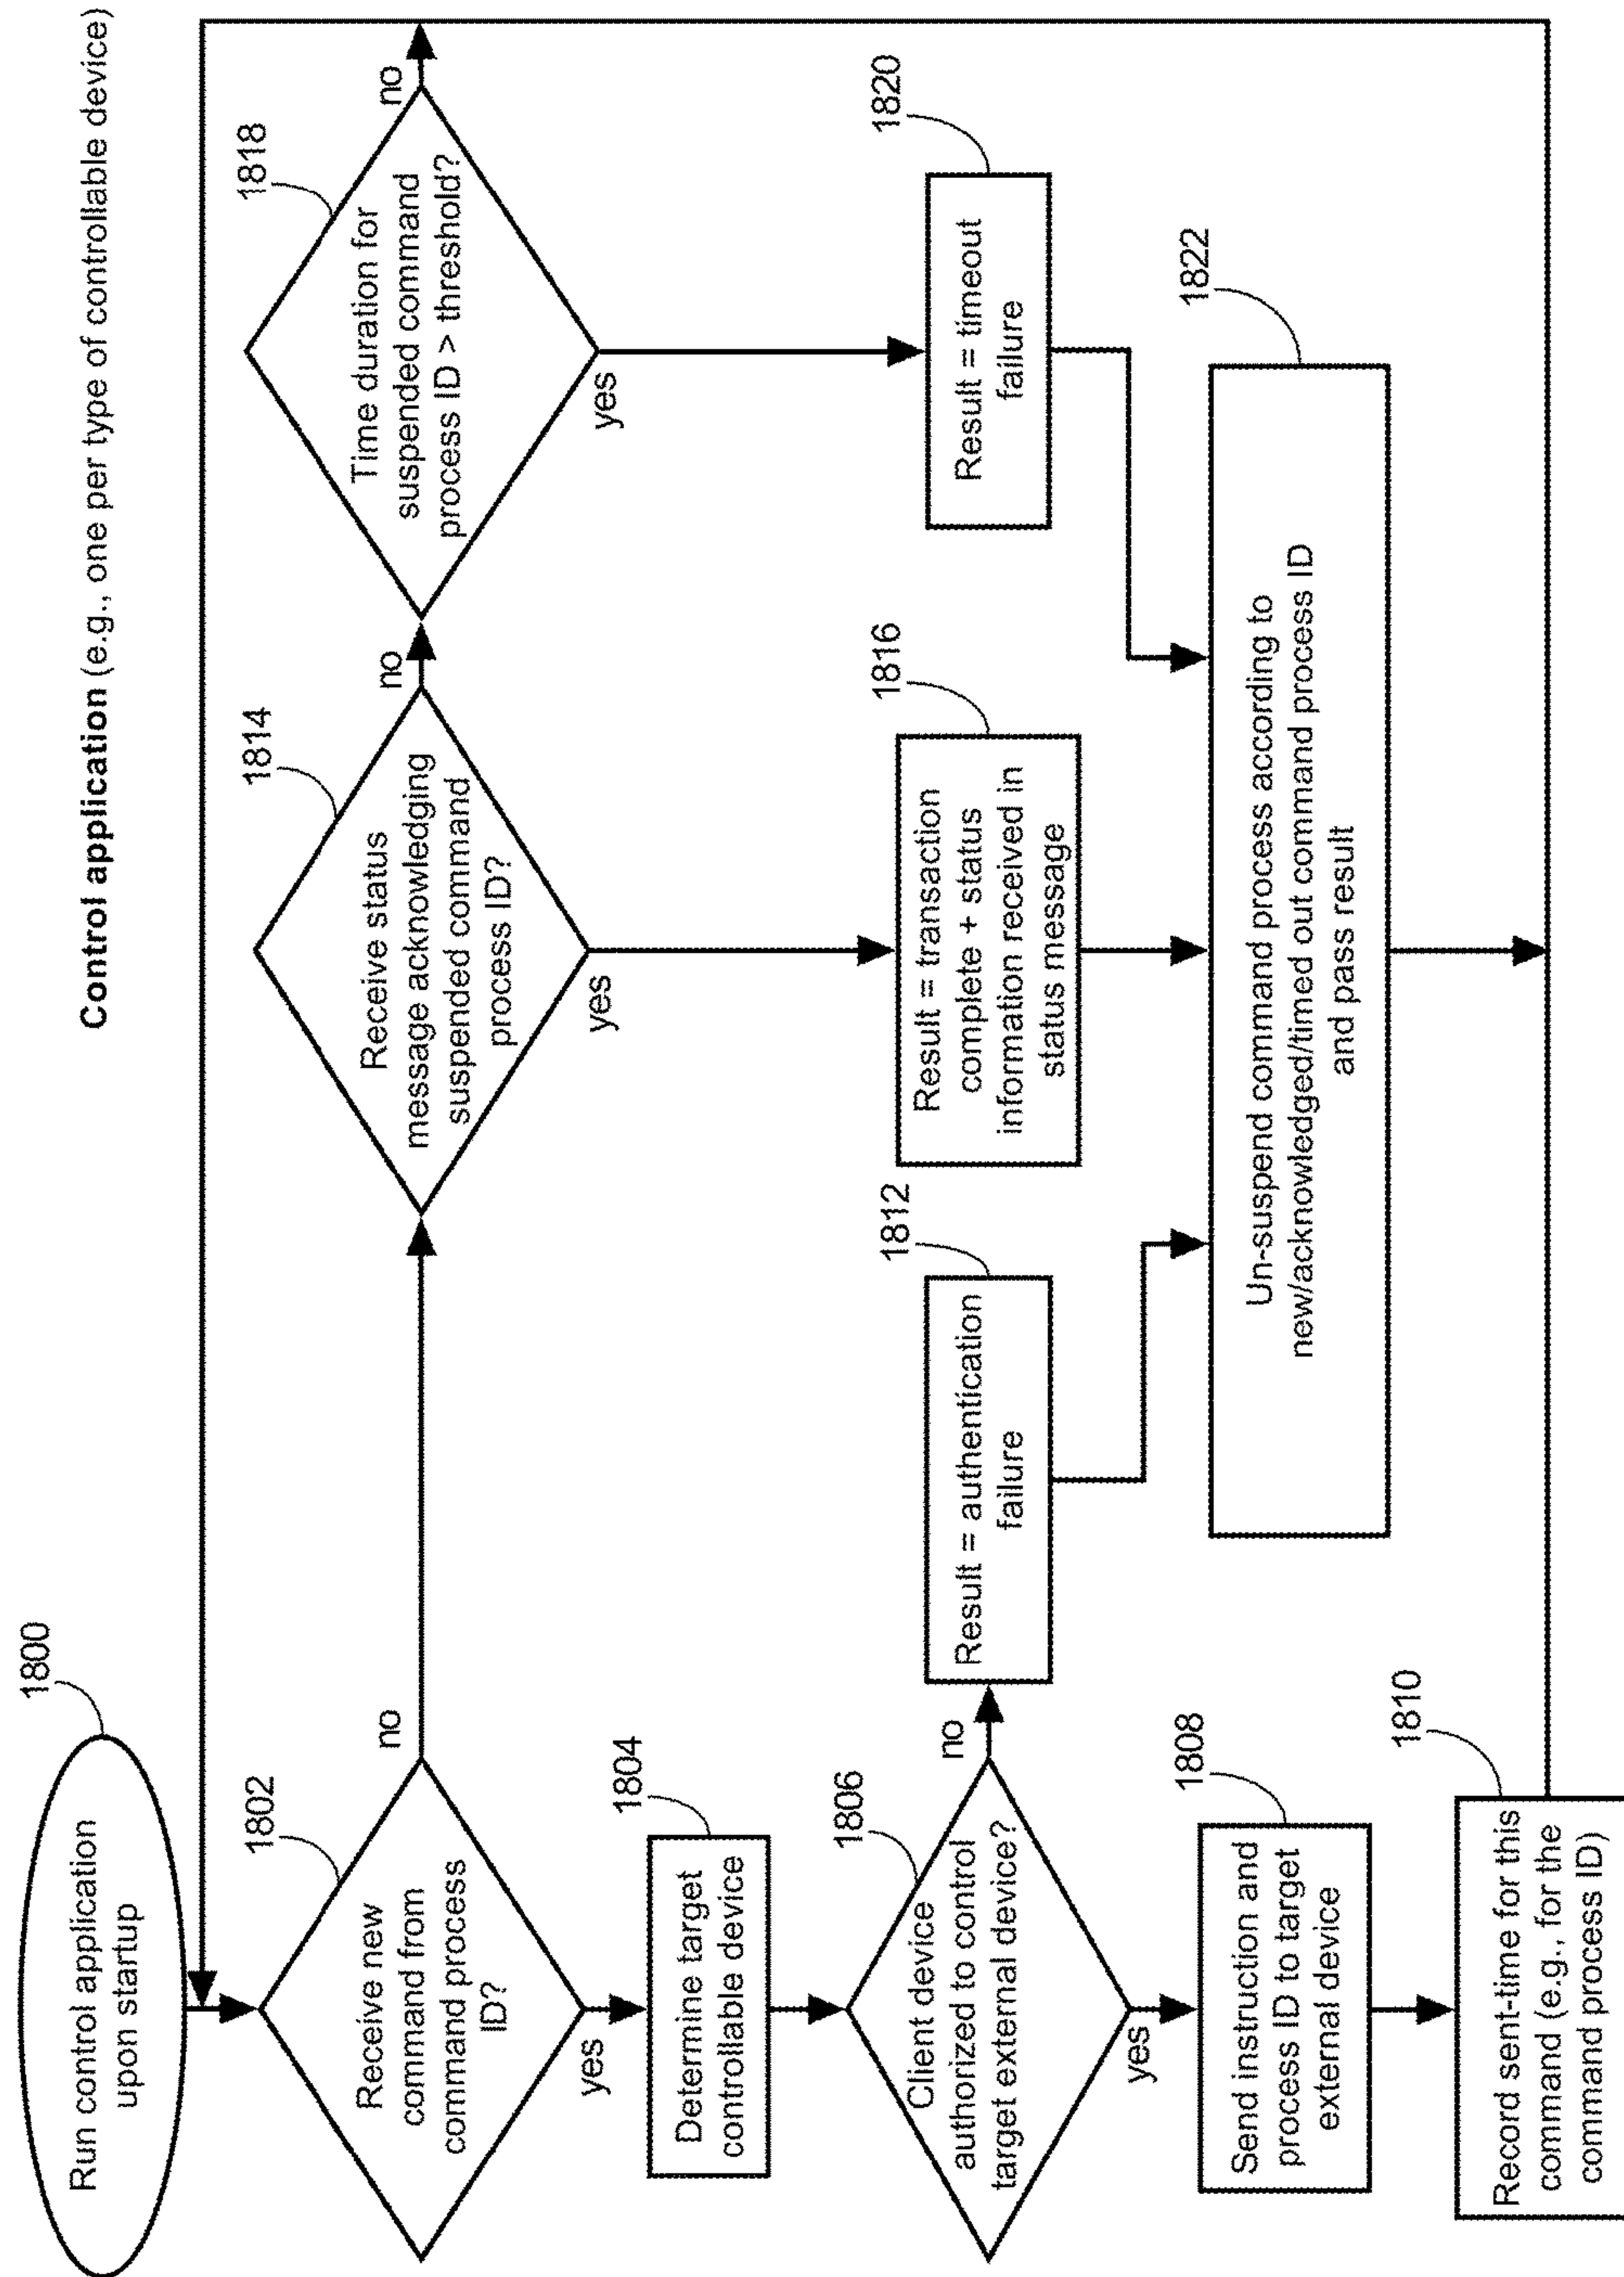 Control application (e.g., one per type of controllable device)
1800
Run control application
upon startup
1802
Receive new
command from
command process
ID?
no
yes
1804
Determine target
controllable device
1806
Client device
authorized to control
target external device?
no
yes
1808
Send instruction and
process ID to target
external device
1810
Record sent-time for this
command (e.g., for the
command process ID)
1812
Result = authentication
failure
1814
Receive status
message acknowledging
suspended command
process ID?
no
yes
1816
Result = transaction
complete + status
information received in
status message
1818
Time duration for
suspended command
process ID > threshold?
no
yes
1820
Result = timeout
failure
1822
Un-suspend command process according to
new/acknowledged/timed out command process ID
and pass result